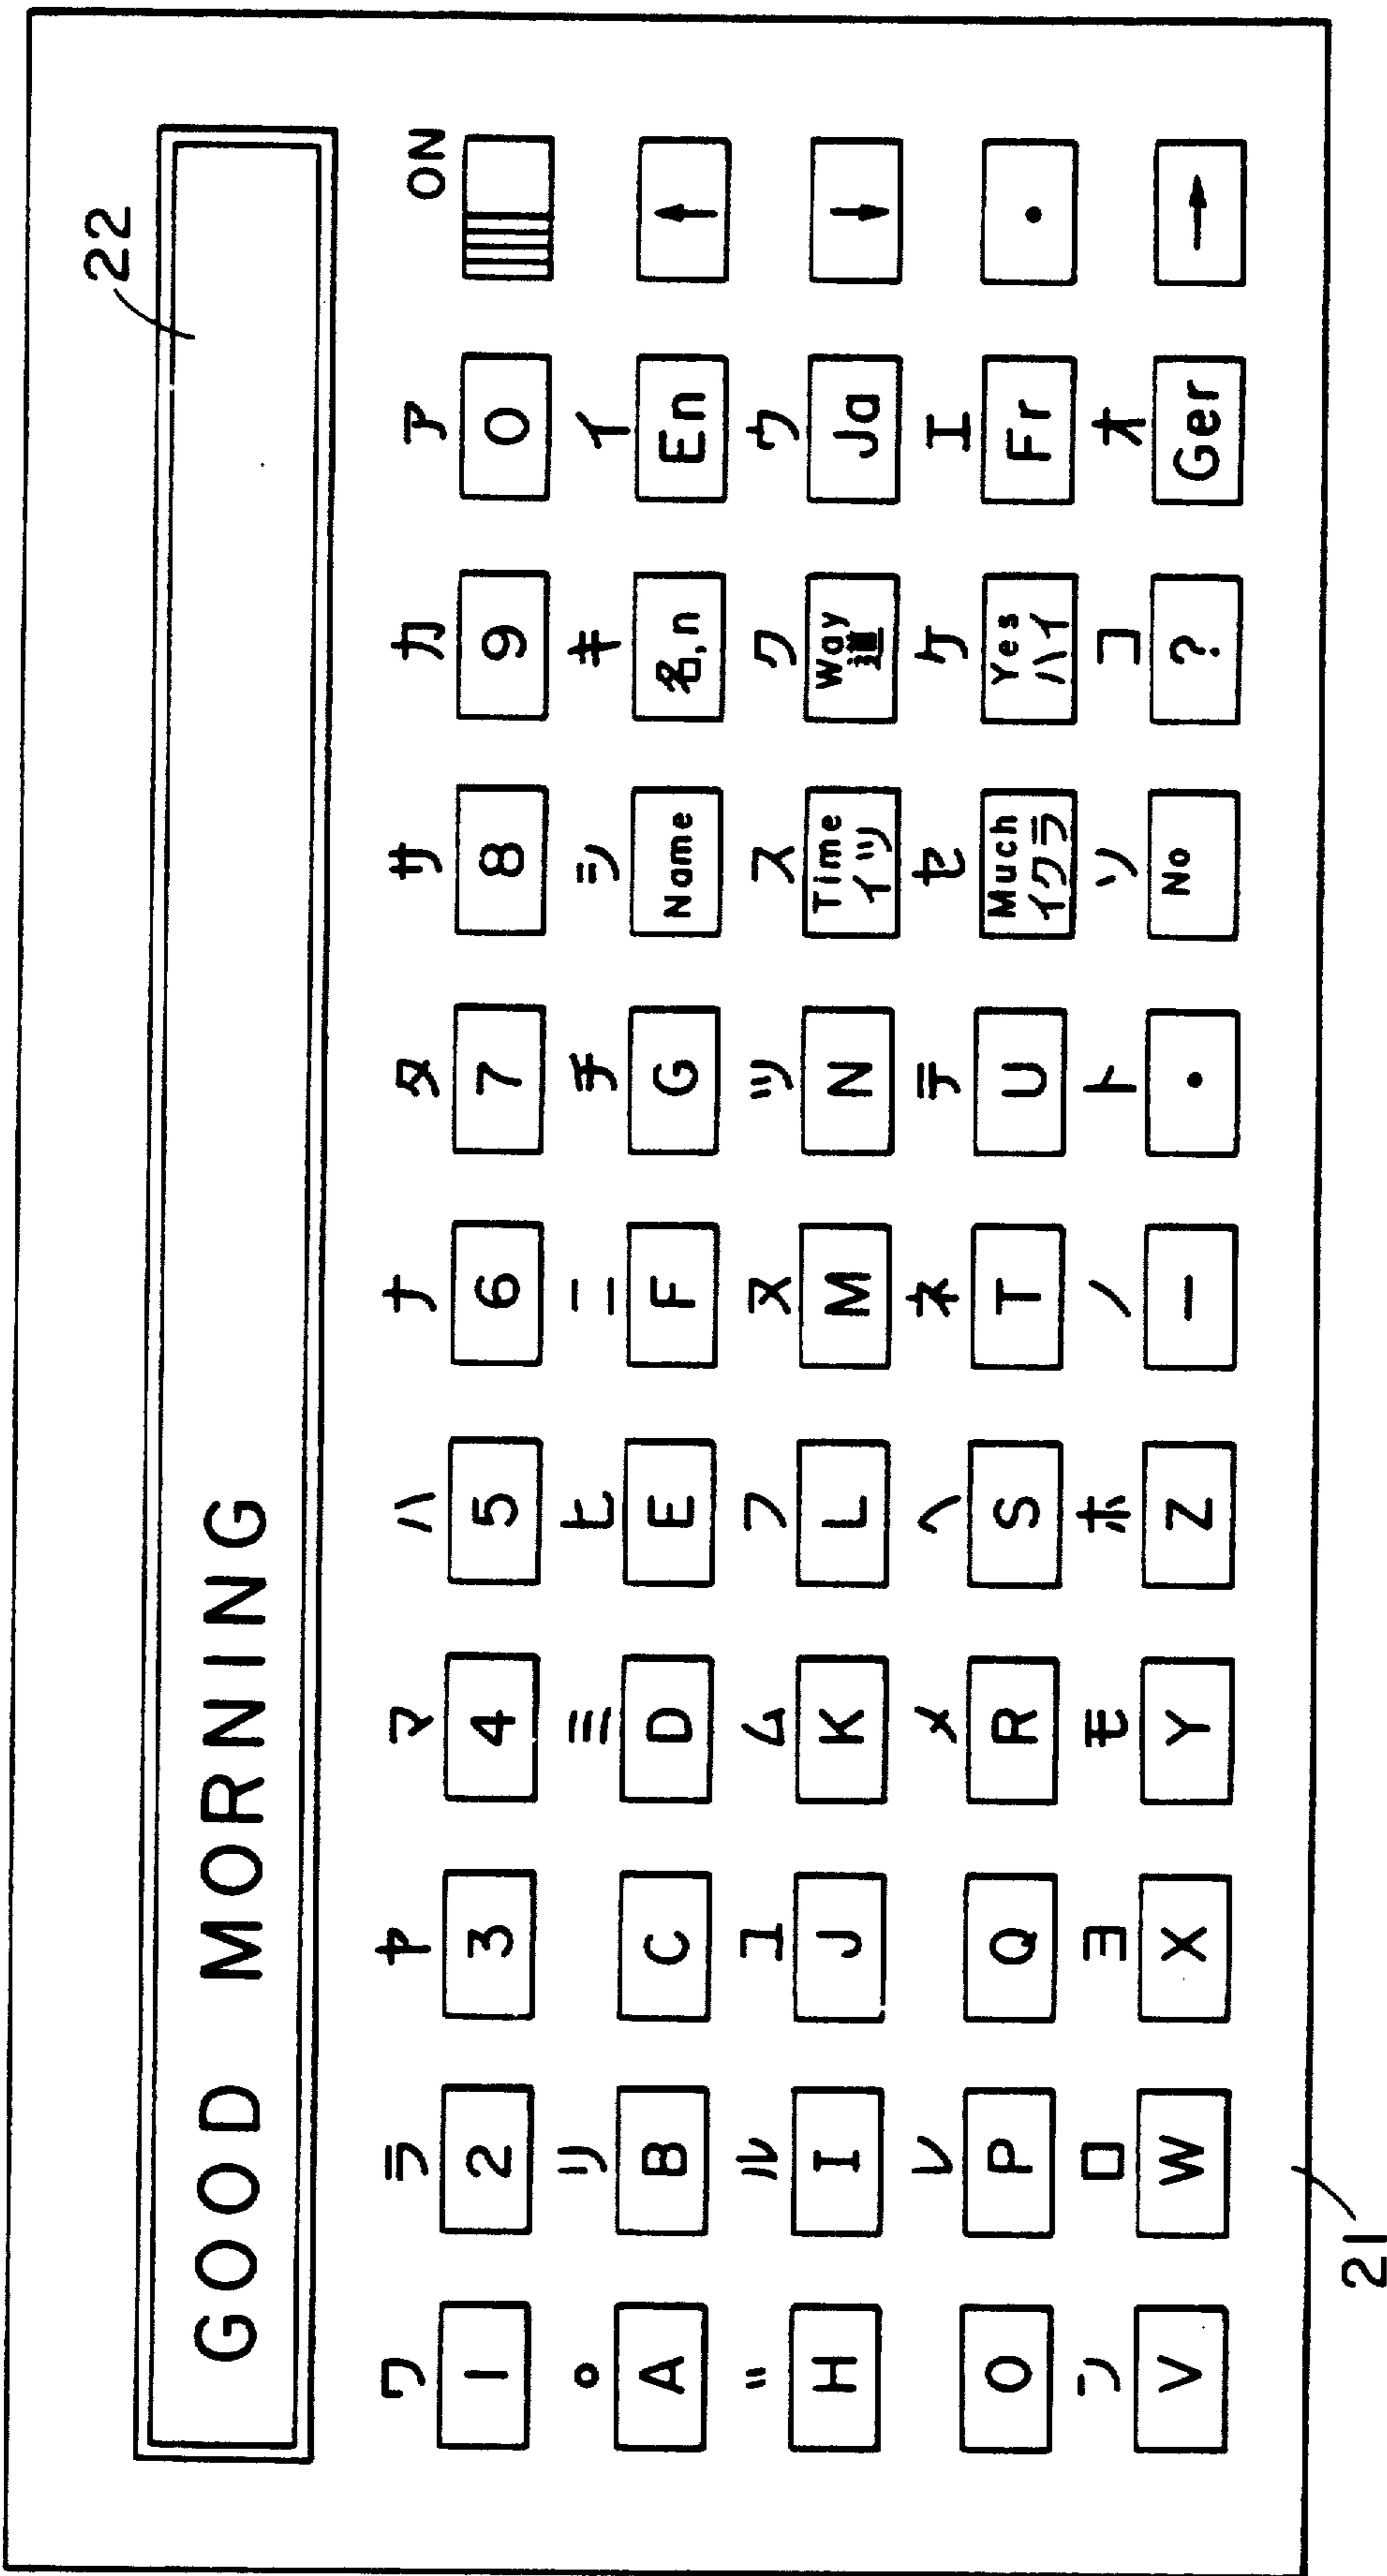 22
GOOD MORNING
ワ ラ ヤ マ ハ ナ タ サ カ ア ON
1 2 3 4 5 6 7 8 9 0
° リ ミ ヒ ニ チ シ キ イ
A B C D E F G Name 名,n En ↑
" ル ユ ム フ ヌ ツ ス ク ウ
H I J K L M N Time イツ Way 道 Ja ↓
レ メ ヘ ネ テ セ ケ エ
O P Q R S T U Much イクラ Yes ハイ Fr •
ン ロ ヨ モ ホ ノ ト ソ コ オ
V W X Y Z — • No ? Ger →
21